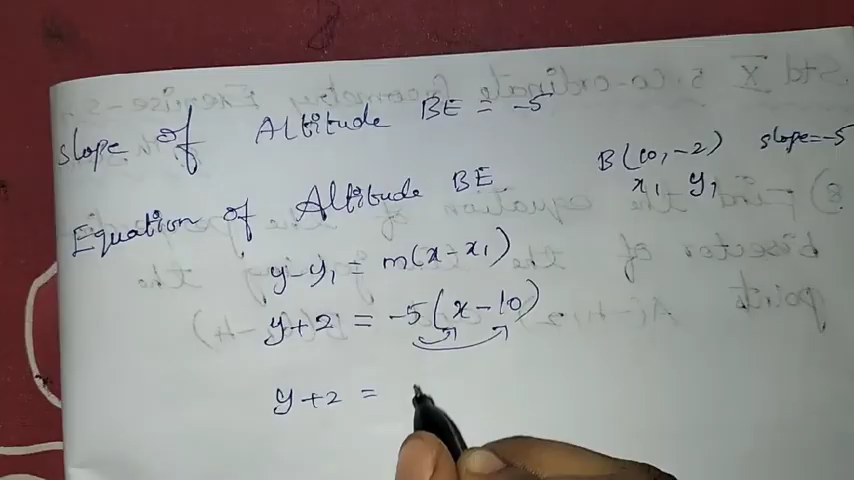 slope of Altitude BE = -5
B(10, -2) slope=-5
x₁ y₁
Equation of Altitude BE
y-y₁ = m(x-x₁)
y+2 = -5(x-10)
y+2 =